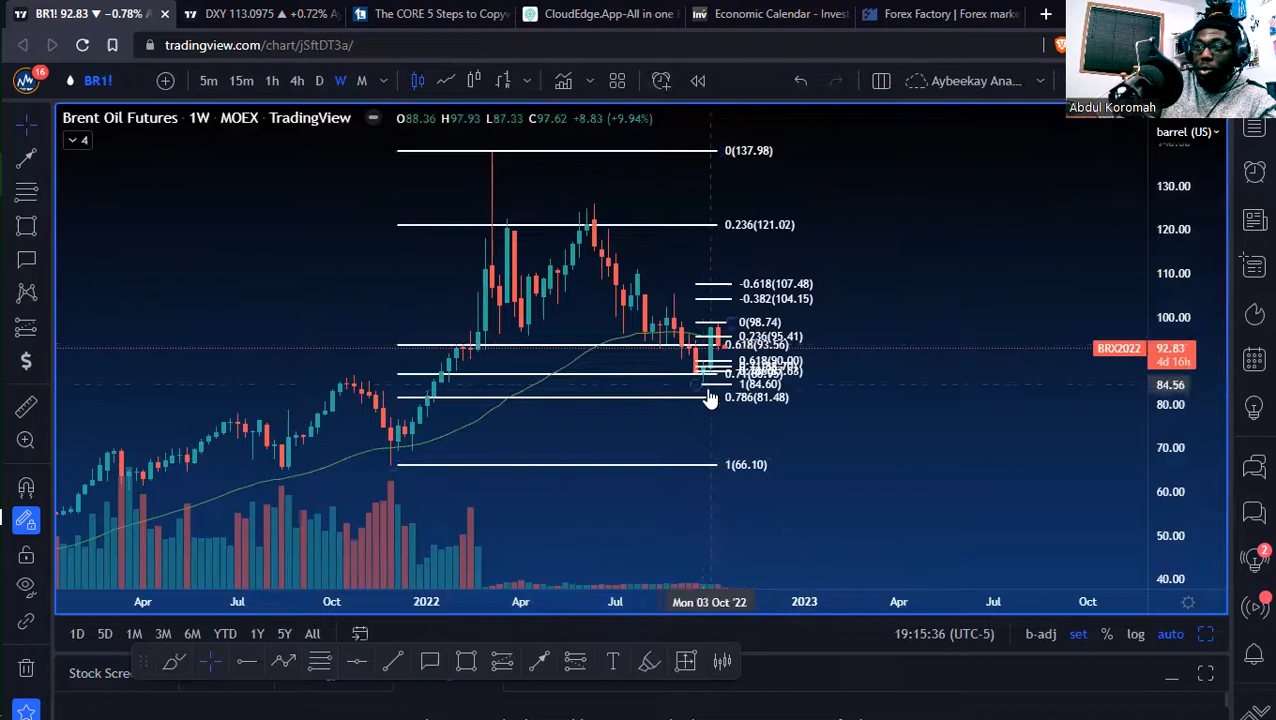 BR1! 92.83 ▼ −0.78%
DXY 113.0975 ▲ +0.72%
The CORE 5 Steps to Copy
CloudEdge.App-All in one
Economic Calendar - Invest
Forex Factory | Forex mark
tradingview.com/chart/jSftDT3a/
Abdul Koromah
16
BR1!
5m 15m 1h 4h D W M
Aybeekay Ana...
Brent Oil Futures · 1W · MOEX · TradingView
O88.36 H97.93 L87.33 C97.62 +8.83 (+9.94%)
barrel (US)
4
0(137.98)
130.00
0.236(121.02)
120.00
110.00
-0.618(107.48)
-0.382(104.15)
100.00
0(98.74)
0.236(95.41)
0.618(93.56)
BRX2022 92.83
4d 16h
0.618(90.00)
1(84.60)
84.56
0.786(81.48)
80.00
70.00
1(66.10)
60.00
50.00
40.00
Apr Jul Oct 2022 Apr Jul Mon 03 Oct '22 2023 Apr Jul Oct
1D 5D 1M 3M 6M YTD 1Y 5Y All
19:15:36 (UTC-5) b-adj set % log auto
Stock Scre
2